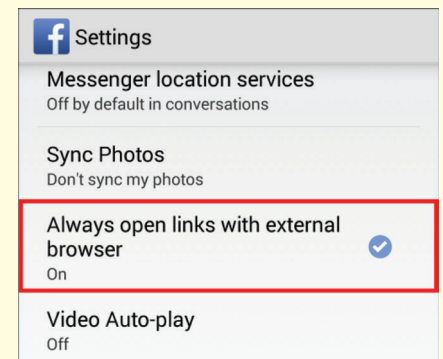 Settings
Messenger location services
Off by default in conversations
Sync Photos
Don't sync my photos
Always open links with external
browser
On
Video Auto-play
Off